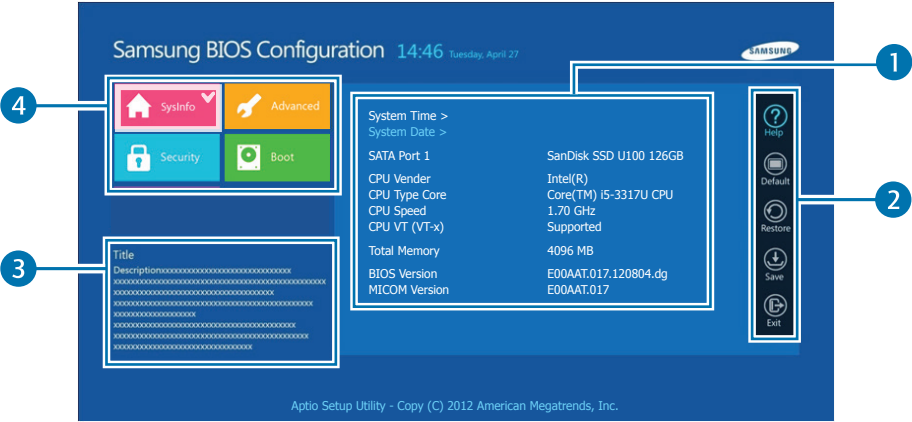 Samsung BIOS Configuration 14:46 Tuesday, April 27
SAMSUNG
1
4
SysInfo
Advanced
Security
Boot
System Time >
System Date >
SATA Port 1 SanDisk SSD U100 126GB
CPU Vender Intel(R)
CPU Type Core Core(TM) i5-3317U CPU
CPU Speed 1.70 GHz
CPU VT (VT-x) Supported
Total Memory 4096 MB
BIOS Version E00AAT.017.120804.dg
MICOM Version E00AAT.017
Help
Default
2
Restore
Save
Exit
3
Title
Description
Aptio Setup Utility - Copy (C) 2012 American Megatrends, Inc.